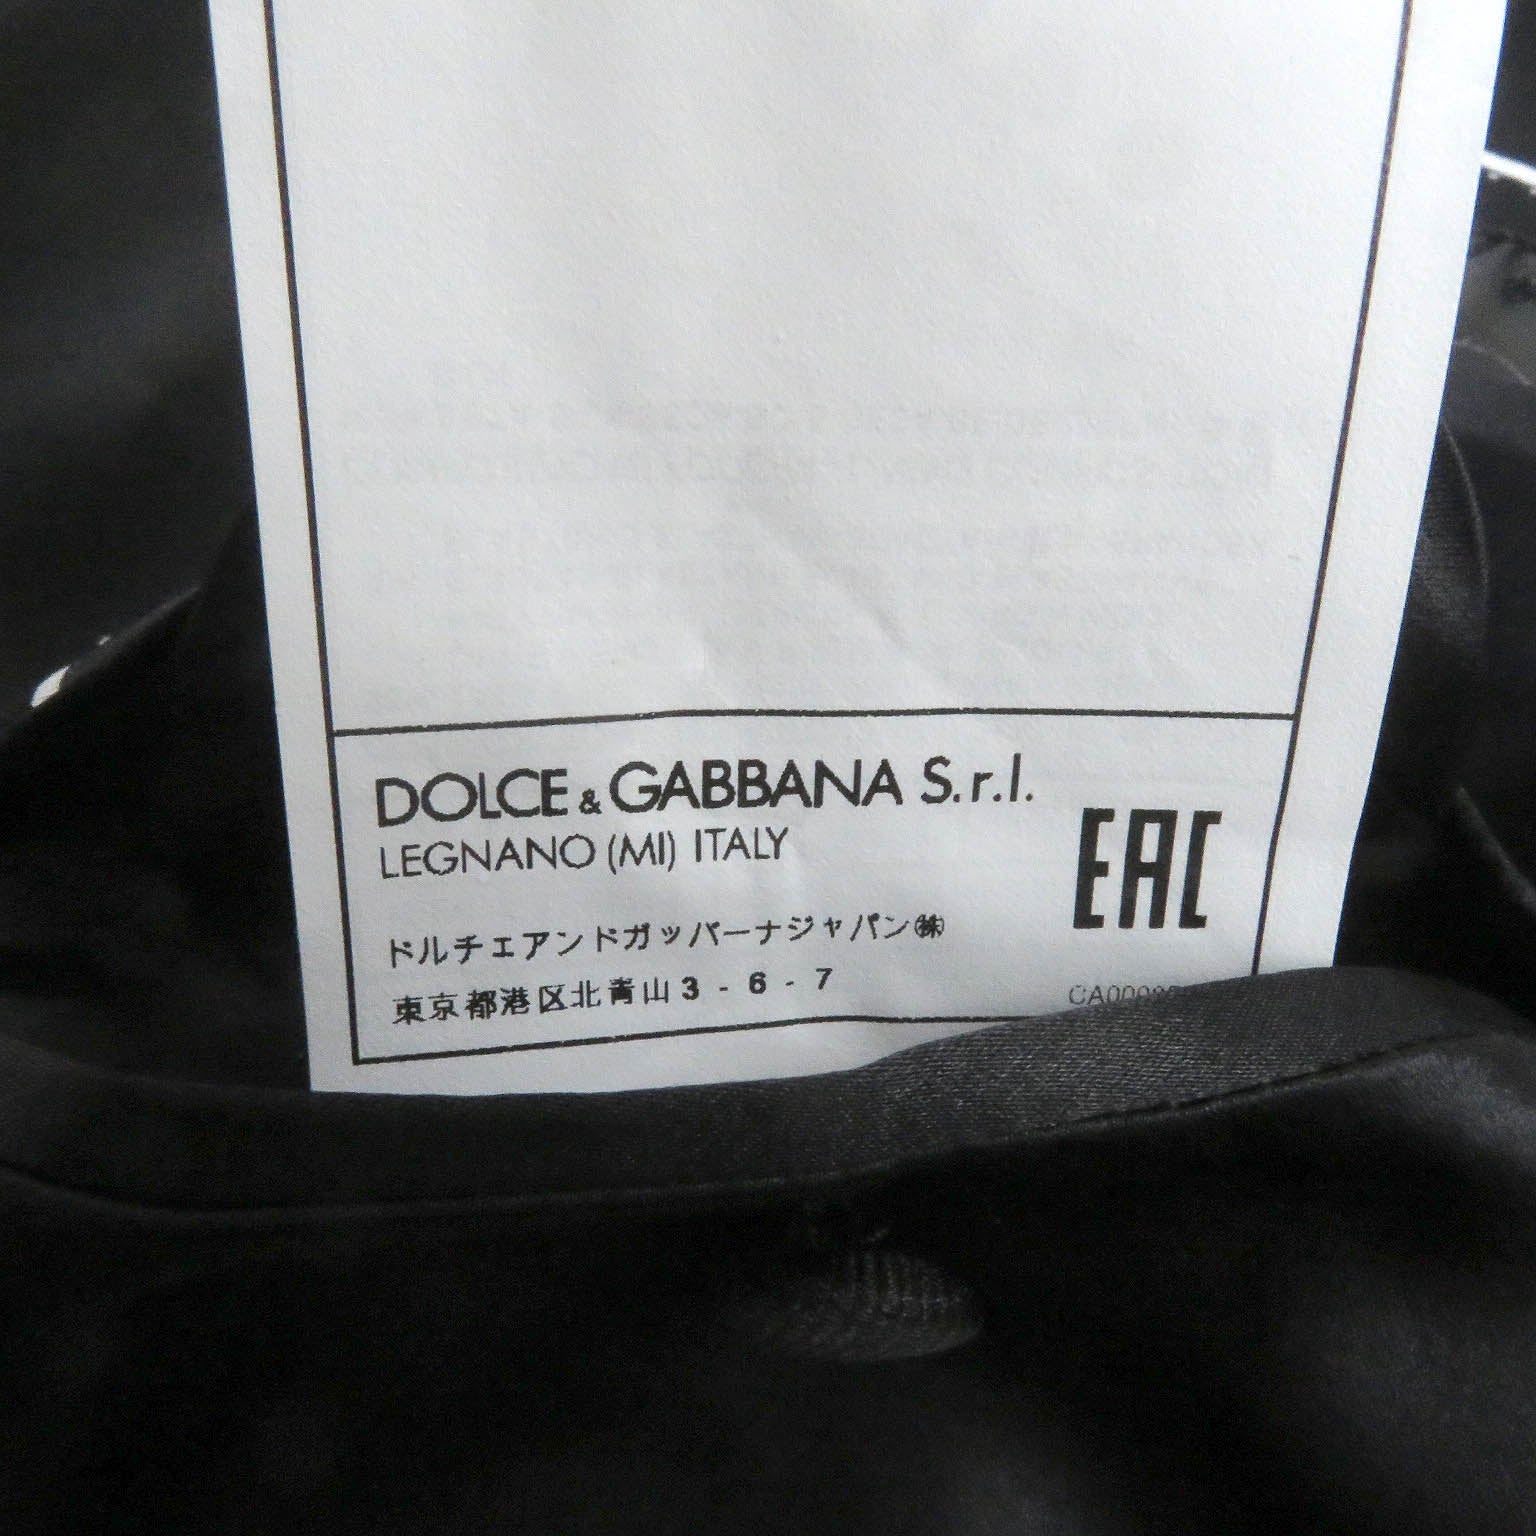 DOLCE & GABBANA S.r.l.
LEGNANO (MI) ITALY
EAC
ドルチェアンドガッバーナジャパン㈱
東京都港区北青山3-6-7